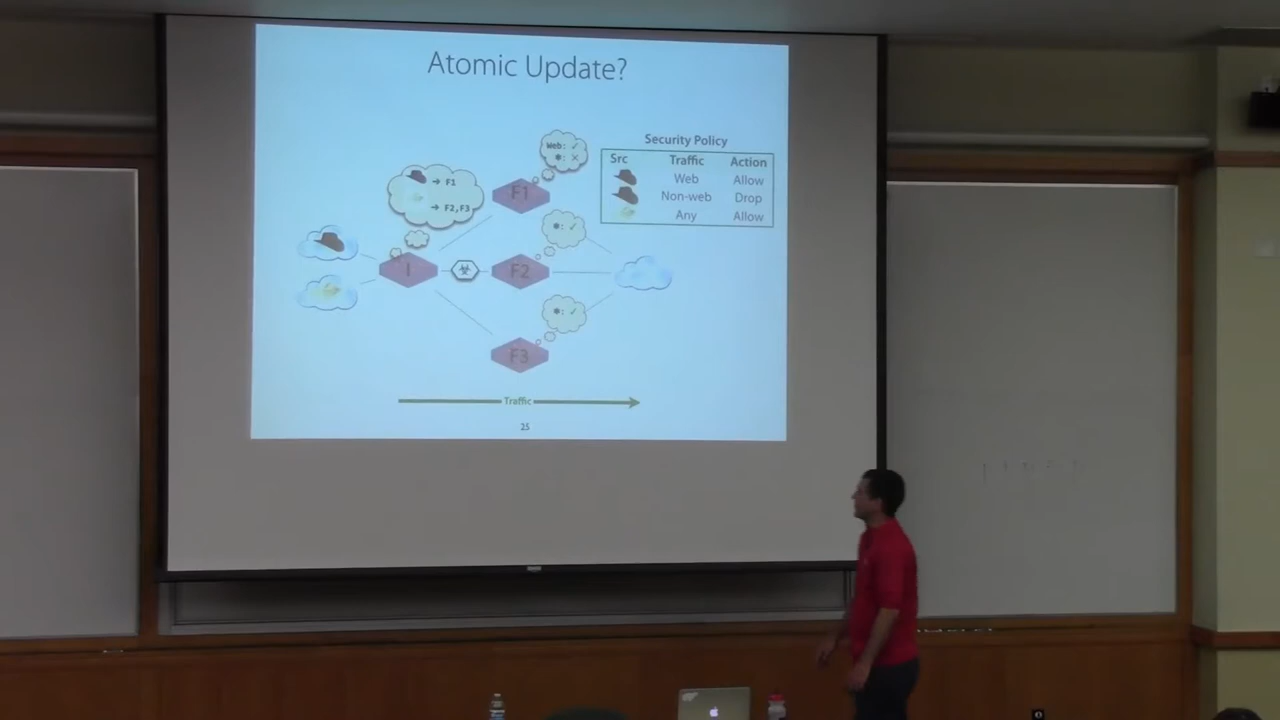 Atomic Update?
Security Policy
Src Traffic Action
Web Allow
Non-web Drop
Any Allow
Web: ✓
*: ✗
→ F1
→ F2,F3
F1
*: ✓
I
F2
*: ✓
F3
Traffic
25